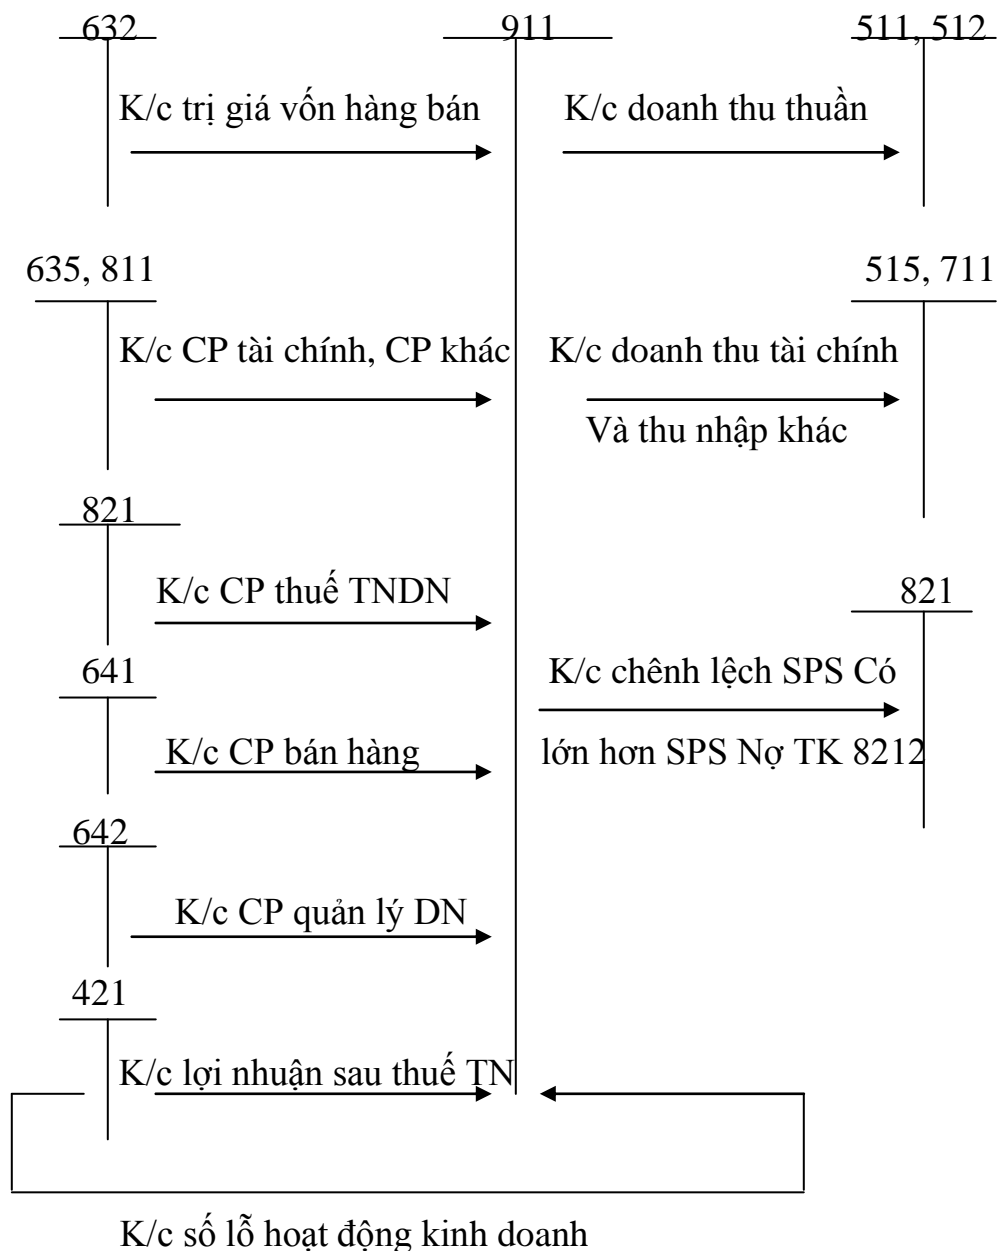 632
911
511, 512
K/c trị giá vốn hàng bán
K/c doanh thu thuần
635, 811
515, 711
K/c CP tài chính, CP khác
K/c doanh thu tài chính
Và thu nhập khác
821
K/c CP thuế TNDN
821
641
K/c chênh lệch SPS Có
K/c CP bán hàng
lớn hơn SPS Nợ TK 8212
642
K/c CP quản lý DN
421
K/c lợi nhuận sau thuế TN
K/c số lỗ hoạt động kinh doanh